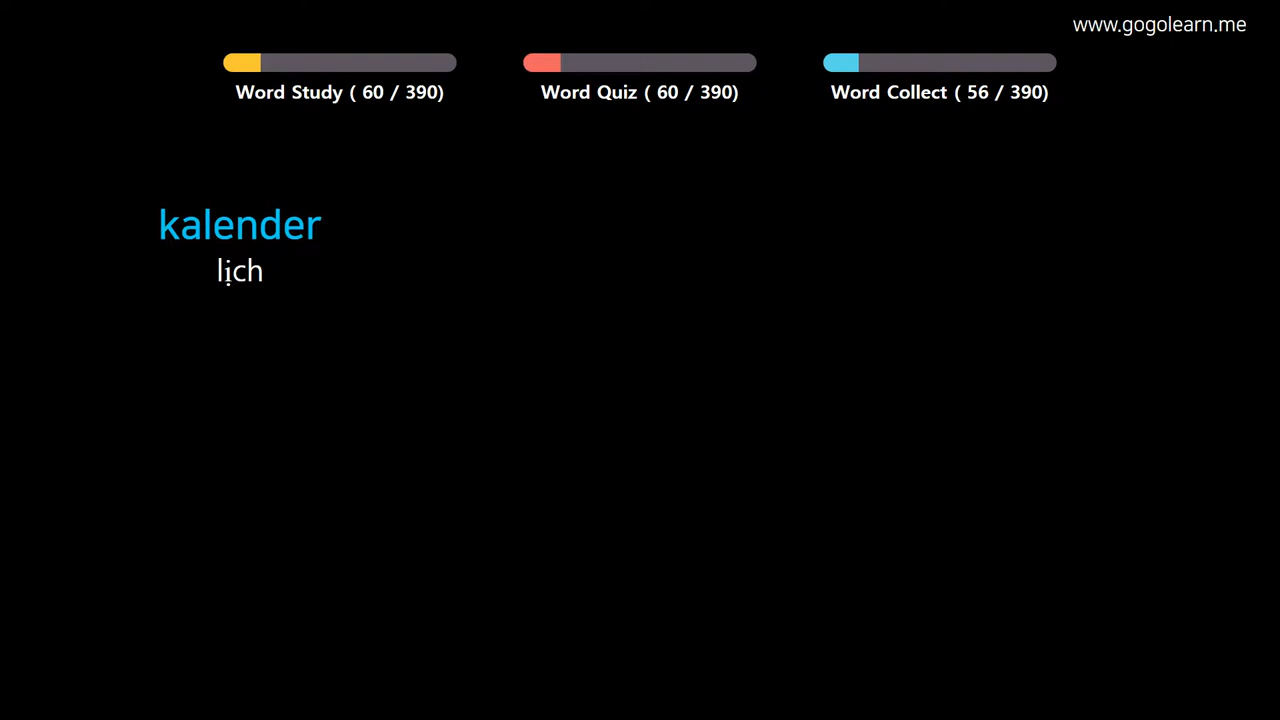 www.gogolearn.me
Word Study ( 60 / 390)
Word Quiz ( 60 / 390)
Word Collect ( 56 / 390)
kalender
lịch